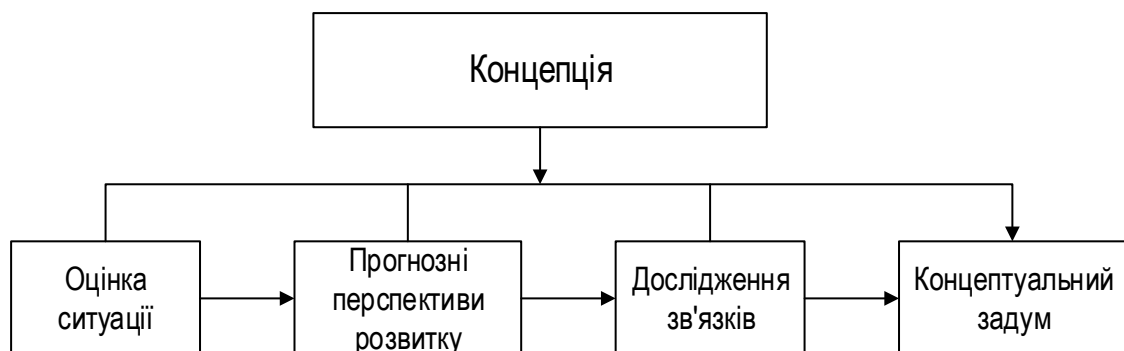 Концепція
Оцінка
ситуації
Прогнозні
перспективи
розвитку
Дослідження
зв'язків
Концептуальний
задум